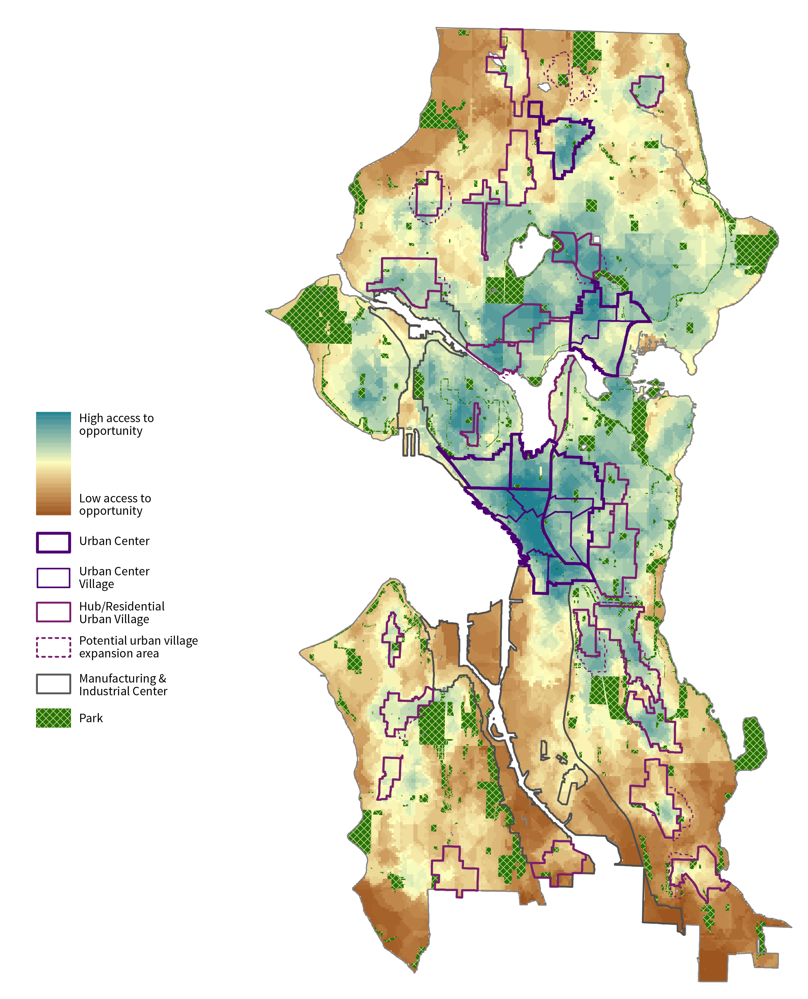 High access to
opportunity
Low access to
opportunity
Urban Center
Urban Center
Village
Hub/Residential
Urban Village
Potential urban village
expansion area
Manufacturing &
Industrial Center
Park